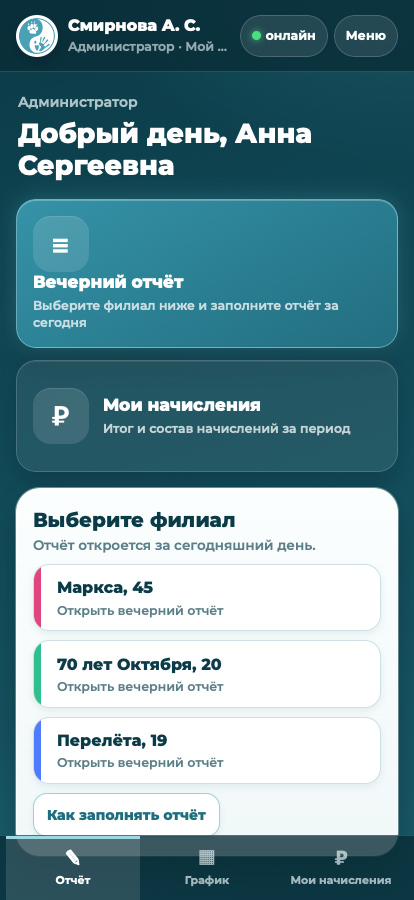 Смирнова А. С.
Администратор · Мой ...
онлайн
Меню
Администратор
Добрый день, Анна
Сергеевна
Вечерний отчёт
Выберите филиал ниже и заполните отчёт за
сегодня
₽
Мои начисления
Итог и состав начислений за период
Выберите филиал
Отчёт откроется за сегодняшний день.
Маркса, 45
Открыть вечерний отчёт
70 лет Октября, 20
Открыть вечерний отчёт
Перелёта, 19
Открыть вечерний отчёт
Как заполнять отчёт
Отчёт
График
₽
Мои начисления